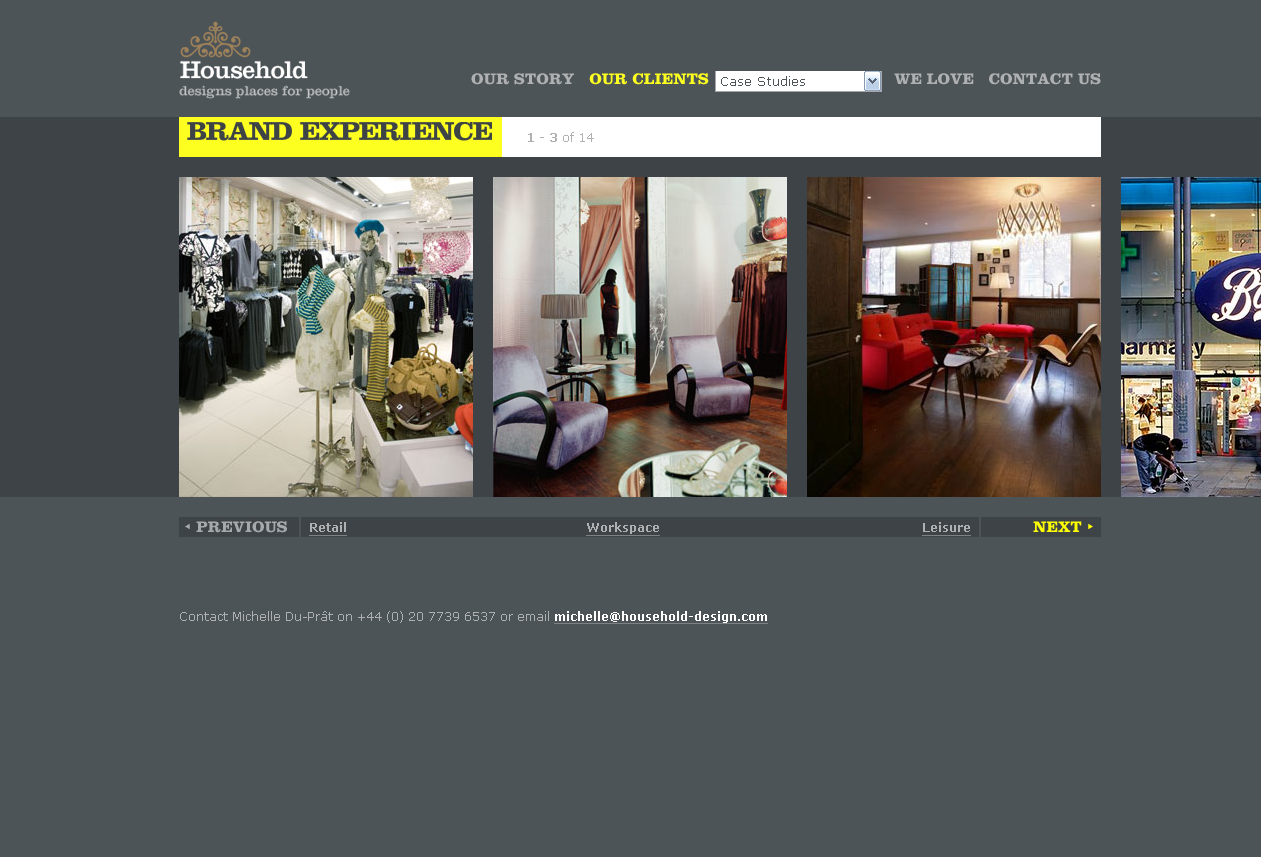 Household
designs places for people
OUR STORY OUR CLIENTS Case Studies WE LOVE CONTACT US
BRAND EXPERIENCE 1 - 3 of 14
◂ PREVIOUS Retail Workspace Leisure NEXT ▸
Contact Michelle Du-Prât on +44 (0) 20 7739 6537 or email michelle@household-design.com